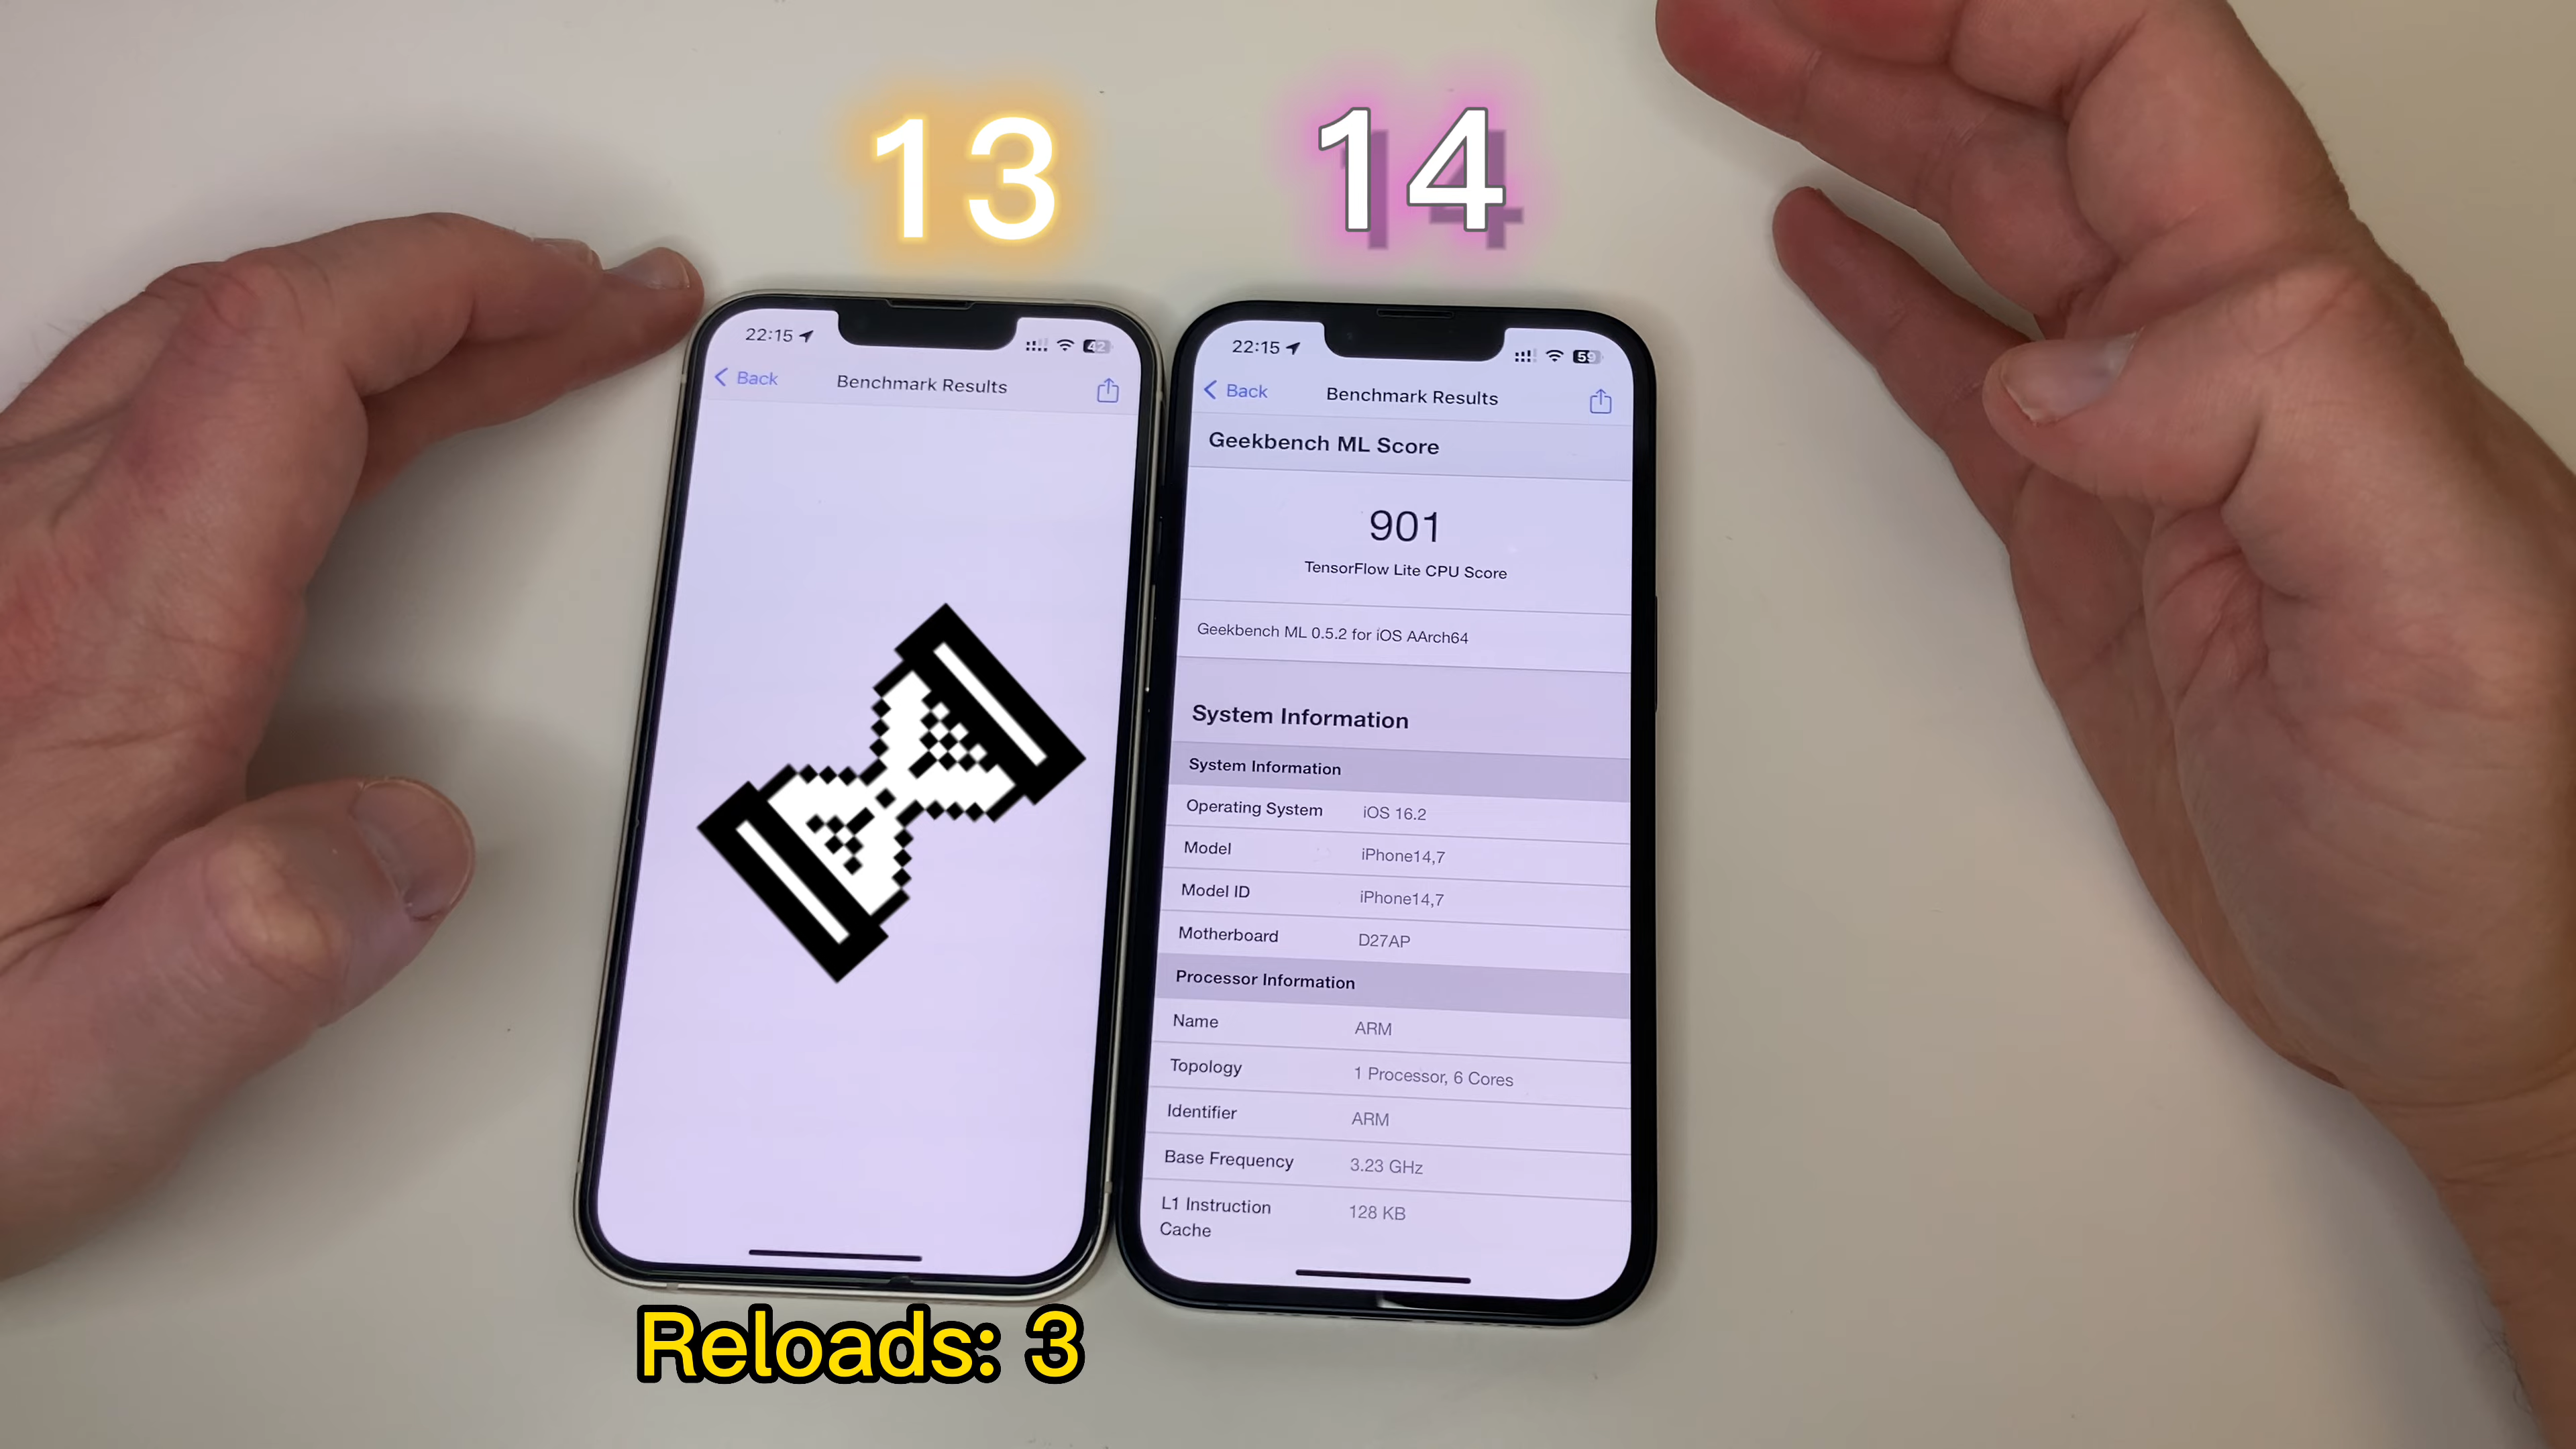 13
14
22:15
42
Back
Benchmark Results
22:15
59
Back
Benchmark Results
Geekbench ML Score
901
TensorFlow Lite CPU Score
Geekbench ML 0.5.2 for iOS AArch64
System Information
System Information
Operating System iOS 16.2
Model iPhone14,7
Model ID iPhone14,7
Motherboard D27AP
Processor Information
Name ARM
Topology 1 Processor, 6 Cores
Identifier ARM
Base Frequency 3.23 GHz
L1 Instruction 128 KB
Cache
Reloads: 3